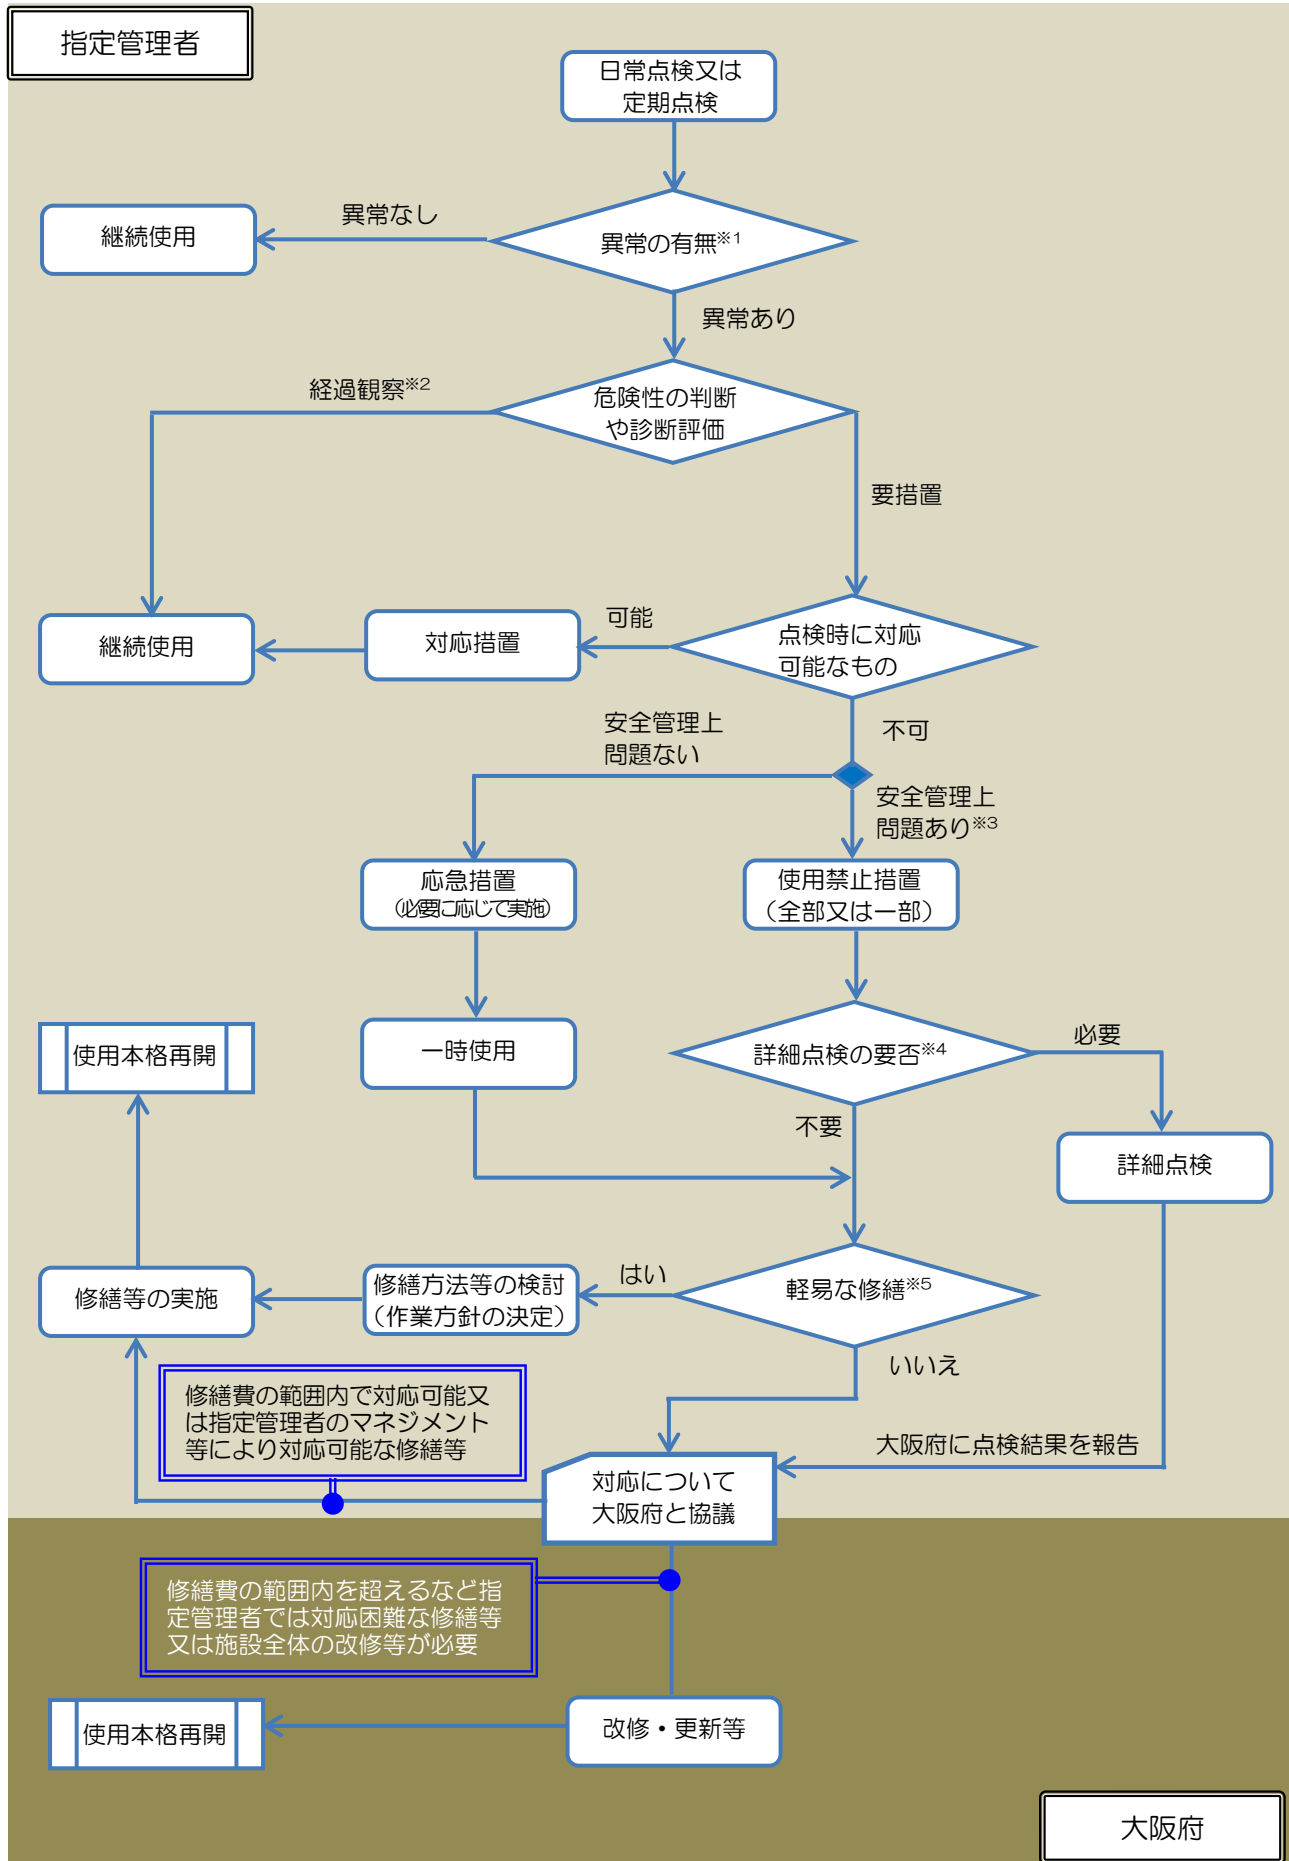 指定管理者
日常点検又は
定期点検
異常なし
継続使用
異常の有無※1
異常あり
経過観察※2
危険性の判断
や診断評価
要措置
継続使用
対応措置
可能
点検時に対応
可能なもの
安全管理上
問題ない
不可
安全管理上
問題あり※3
応急措置
（必要に応じて実施）
使用禁止措置
（全部又は一部）
使用本格再開
一時使用
詳細点検の要否※4
必要
不要
詳細点検
修繕等の実施
修繕方法等の検討
（作業方針の決定）
はい
軽易な修繕※5
いいえ
修繕費の範囲内で対応可能又
は指定管理者のマネジメント
等により対応可能な修繕等
大阪府に点検結果を報告
対応について
大阪府と協議
修繕費の範囲内を超えるなど指
定管理者では対応困難な修繕等
又は施設全体の改修等が必要
使用本格再開
改修・更新等
大阪府